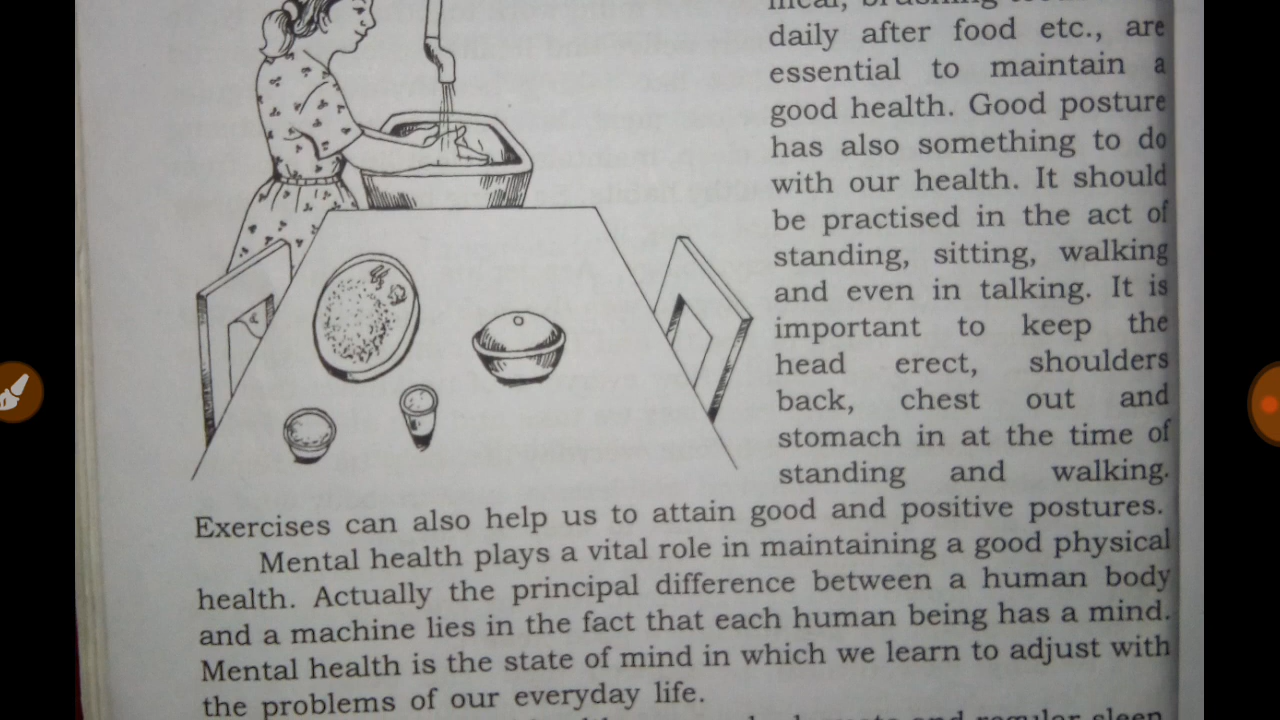 daily after food etc., are
essential to maintain a
good health. Good posture
has also something to do
with our health. It should
be practised in the act of
standing, sitting, walking
and even in talking. It is
important to keep the
head erect, shoulders
back, chest out and
stomach in at the time of
standing and walking.
Exercises can also help us to attain good and positive postures.
Mental health plays a vital role in maintaining a good physical
health. Actually the principal difference between a human body
and a machine lies in the fact that each human being has a mind.
Mental health is the state of mind in which we learn to adjust with
the problems of our everyday life.
and regular sleep,